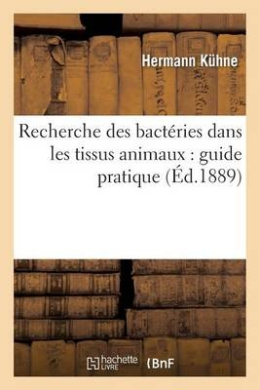 Hermann Kühne
Recherche des bactéries dans
les tissus animaux : guide
pratique (Éd.1889)
hachette
LIVRE
{BnF